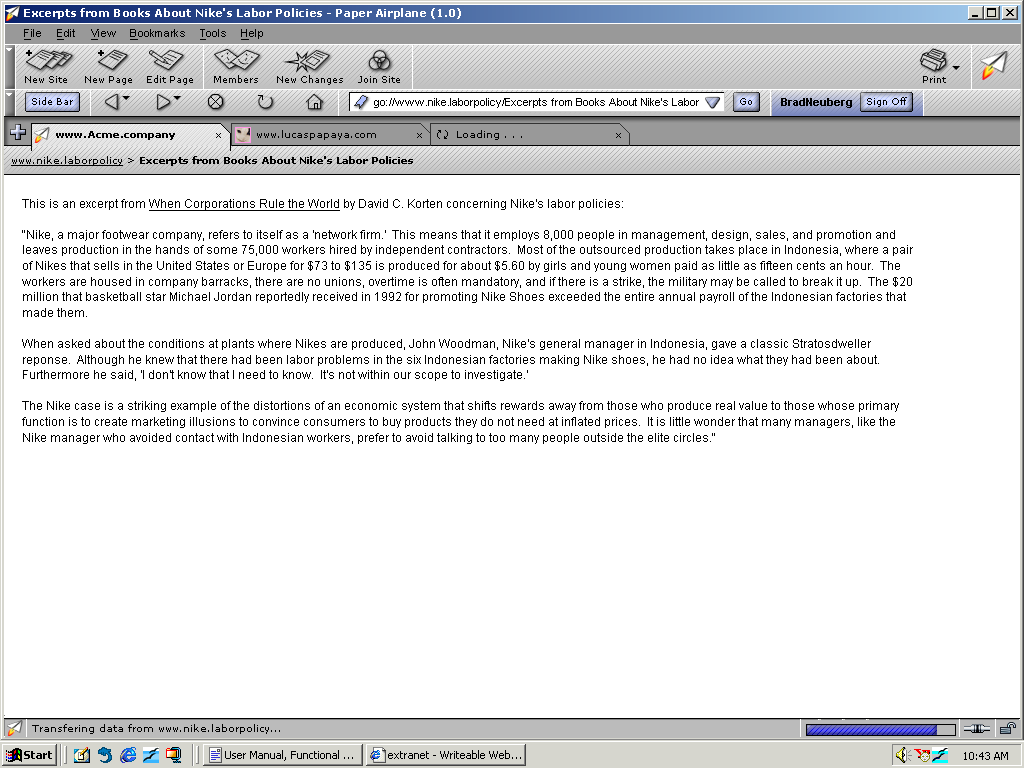 Excerpts from Books About Nike's Labor Policies - Paper Airplane (1.0)
File Edit View Bookmarks Tools Help
New Site New Page Edit Page Members New Changes Join Site Print
Side Bar go://wwww.nike.laborpolicy/Excerpts from Books About Nike's Labor Go BradNeuberg Sign Off
www.Acme.company x www.lucaspapaya.com x Loading . . . x
www.nike.laborpolicy > Excerpts from Books About Nike's Labor Policies
This is an excerpt from When Corporations Rule the World by David C. Korten concerning Nike's labor policies:
"Nike, a major footwear company, refers to itself as a 'network firm.' This means that it employs 8,000 people in management, design, sales, and promotion and
leaves production in the hands of some 75,000 workers hired by independent contractors. Most of the outsourced production takes place in Indonesia, where a pair
of Nikes that sells in the United States or Europe for $73 to $135 is produced for about $5.60 by girls and young women paid as little as fifteen cents an hour. The
workers are housed in company barracks, there are no unions, overtime is often mandatory, and if there is a strike, the military may be called to break it up. The $20
million that basketball star Michael Jordan reportedly received in 1992 for promoting Nike Shoes exceeded the entire annual payroll of the Indonesian factories that
made them.
When asked about the conditions at plants where Nikes are produced, John Woodman, Nike's general manager in Indonesia, gave a classic Stratosdweller
reponse. Although he knew that there had been labor problems in the six Indonesian factories making Nike shoes, he had no idea what they had been about.
Furthermore he said, 'I don't know that I need to know. It's not within our scope to investigate.'
The Nike case is a striking example of the distortions of an economic system that shifts rewards away from those who produce real value to those whose primary
function is to create marketing illusions to convince consumers to buy products they do not need at inflated prices. It is little wonder that many managers, like the
Nike manager who avoided contact with Indonesian workers, prefer to avoid talking to too many people outside the elite circles."
Transfering data from www.nike.laborpolicy...
Start User Manual, Functional ... extranet - Writeable Web... 10:43 AM